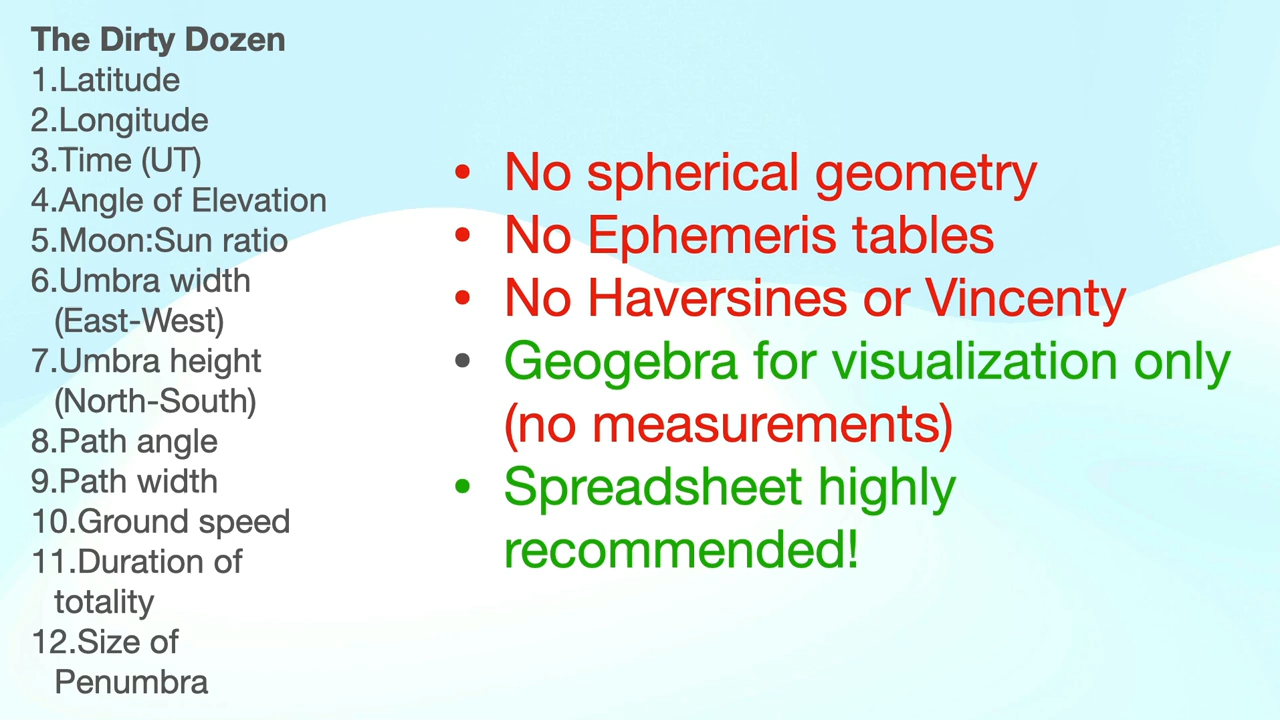 The Dirty Dozen
1.Latitude
2.Longitude
3.Time (UT)
4.Angle of Elevation
5.Moon:Sun ratio
6.Umbra width
(East-West)
7.Umbra height
(North-South)
8.Path angle
9.Path width
10.Ground speed
11.Duration of
totality
12.Size of
Penumbra
• No spherical geometry
• No Ephemeris tables
• No Haversines or Vincenty
• Geogebra for visualization only
(no measurements)
• Spreadsheet highly
recommended!